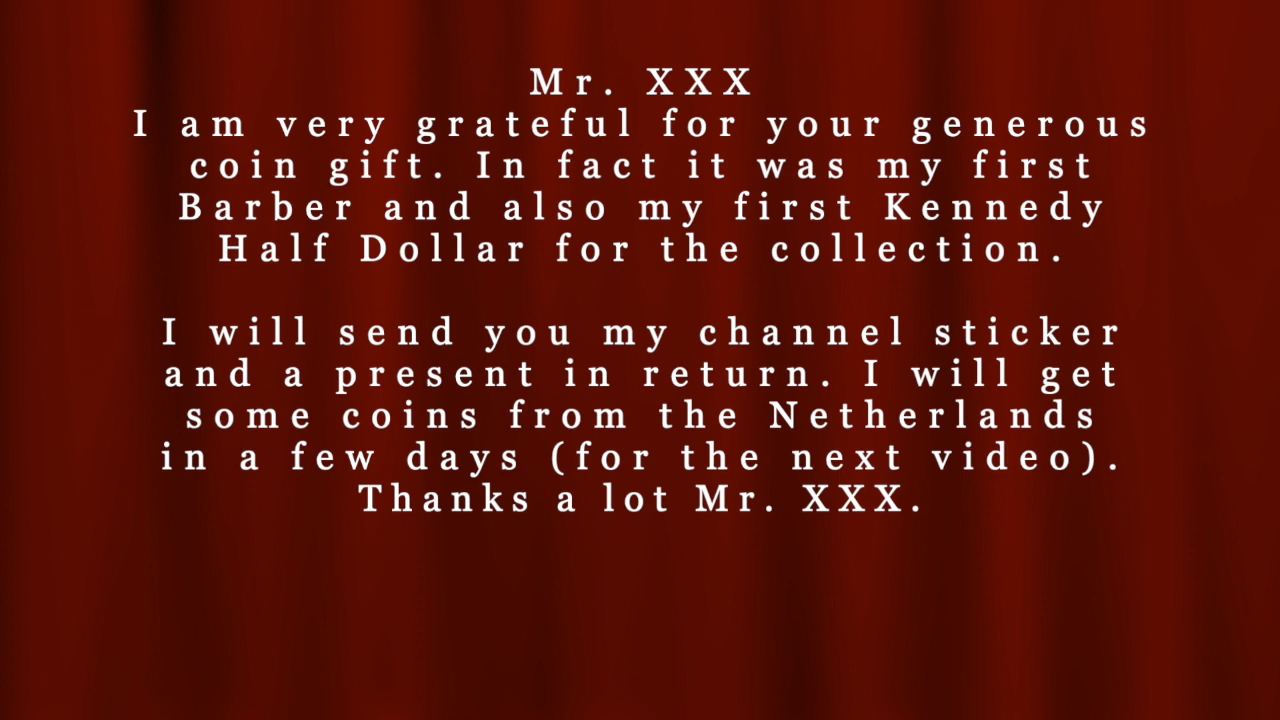 Mr. XXX
I am very grateful for your generous
coin gift. In fact it was my first
Barber and also my first Kennedy
Half Dollar for the collection.
I will send you my channel sticker
and a present in return. I will get
some coins from the Netherlands
in a few days (for the next video).
Thanks a lot Mr. XXX.